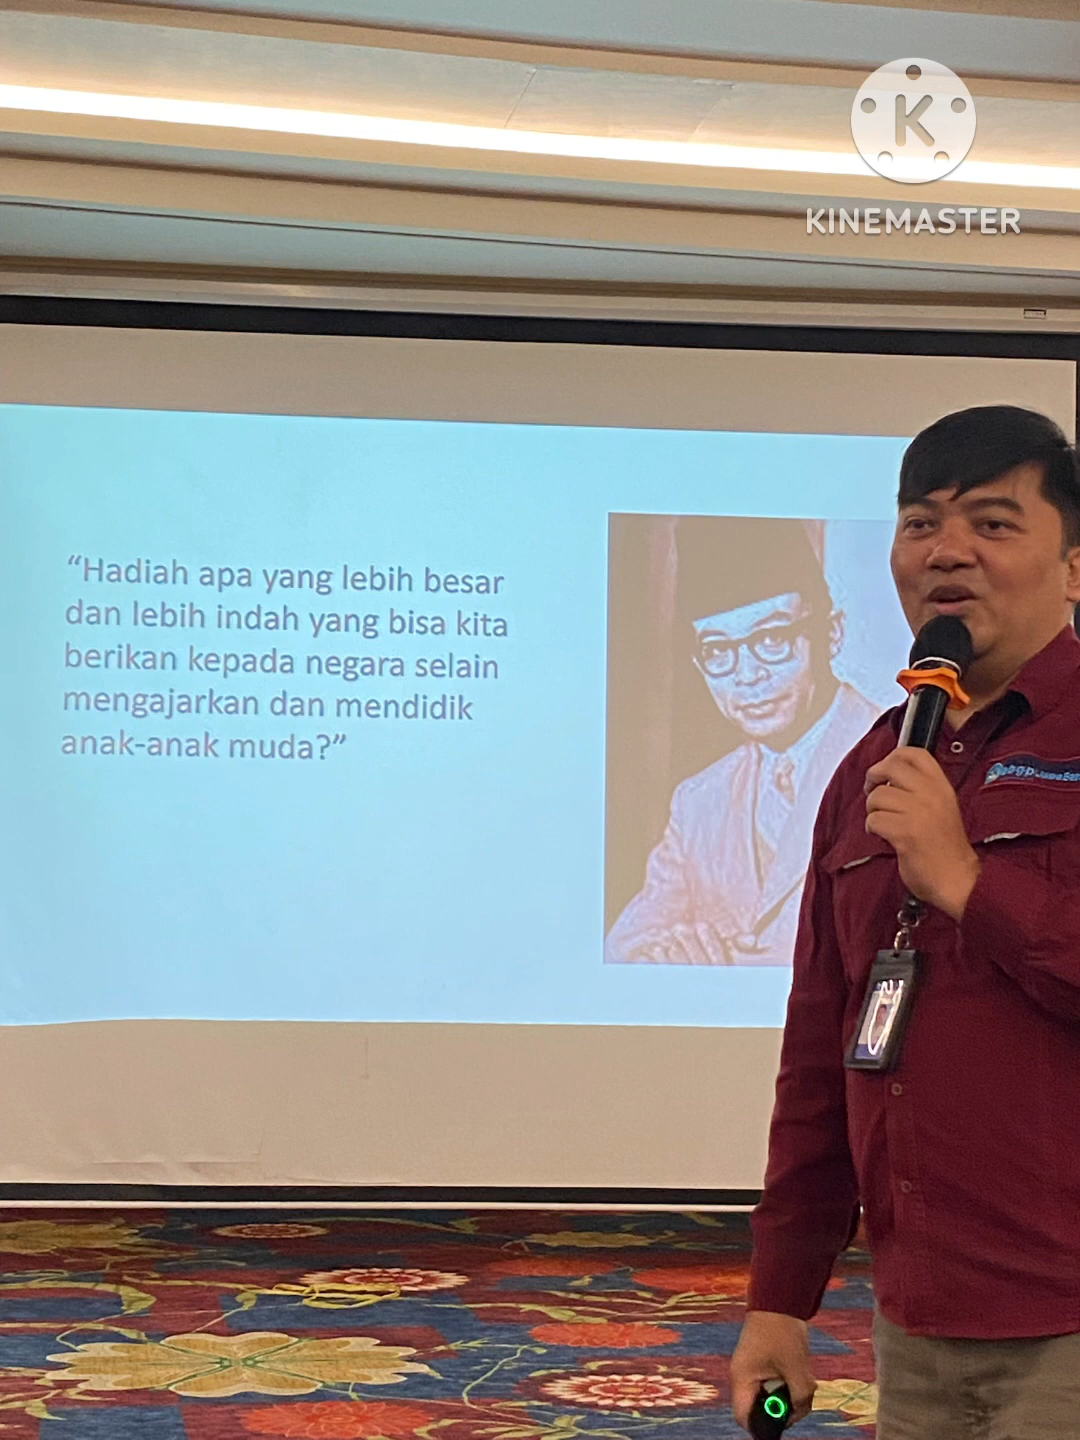 K
KINEMASTER
“Hadiah apa yang lebih besar
dan lebih indah yang bisa kita
berikan kepada negara selain
mengajarkan dan mendidik
anak-anak muda?”